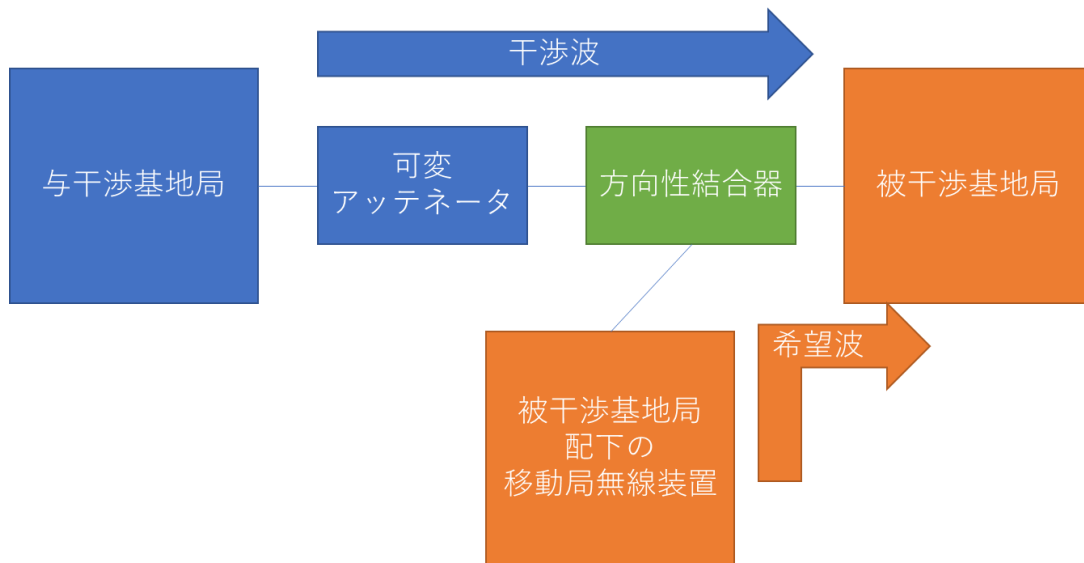 干渉波
与干渉基地局
可変
アッテネータ
方向性結合器
被干渉基地局
希望波
被干渉基地局
配下の
移動局無線装置